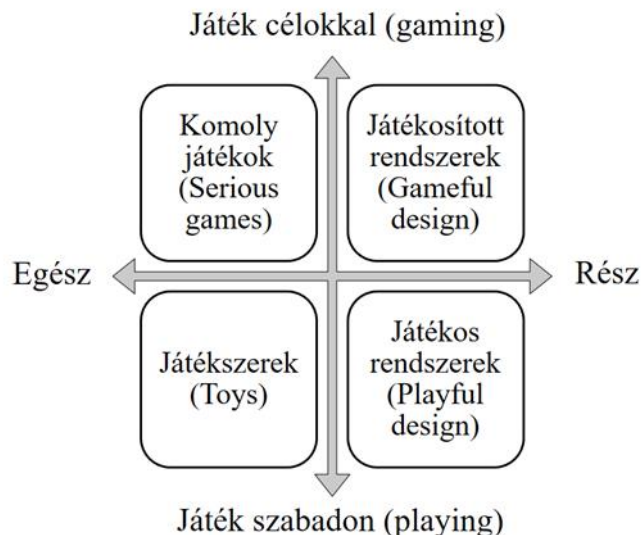 Játék célokkal (gaming)
Komoly
játékok
(Serious
games)
Játékosított
rendszerek
(Gameful
design)
Egész
Rész
Játékszerek
(Toys)
Játékos
rendszerek
(Playful
design)
Játék szabadon (playing)